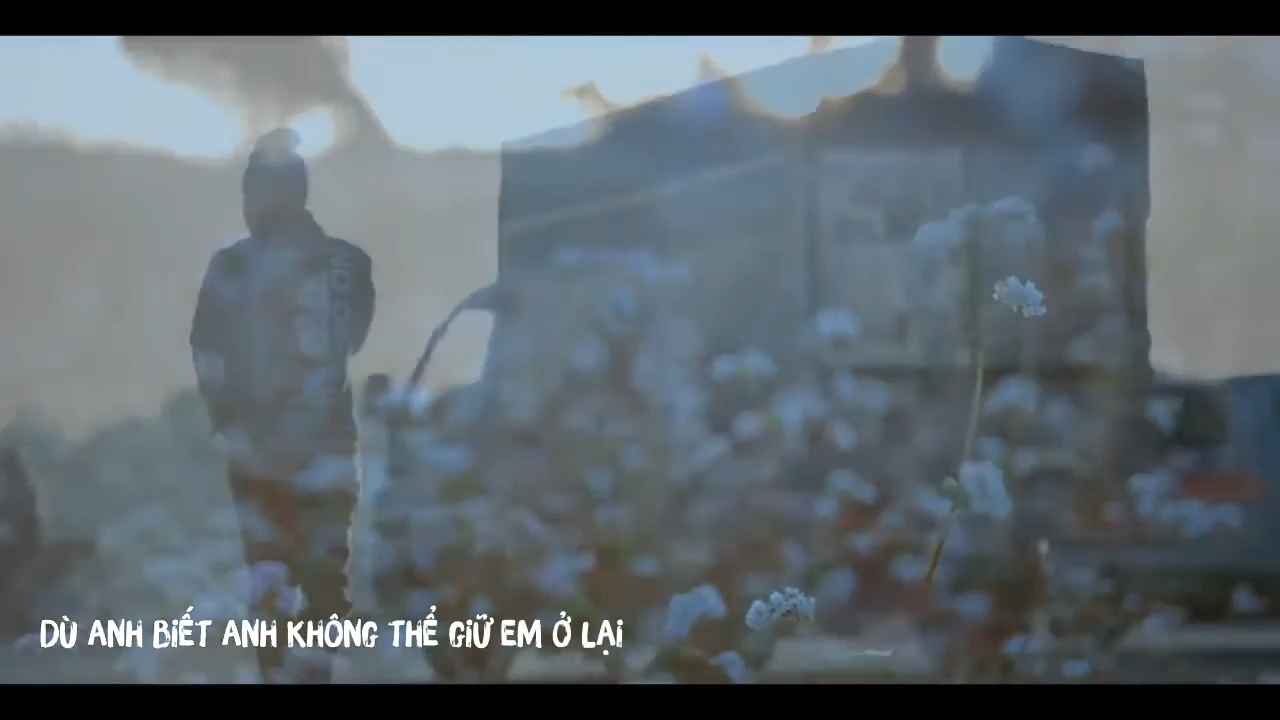 DÙ ANH BIẾT ANH KHÔNG THỂ GIỮ EM Ở LẠI